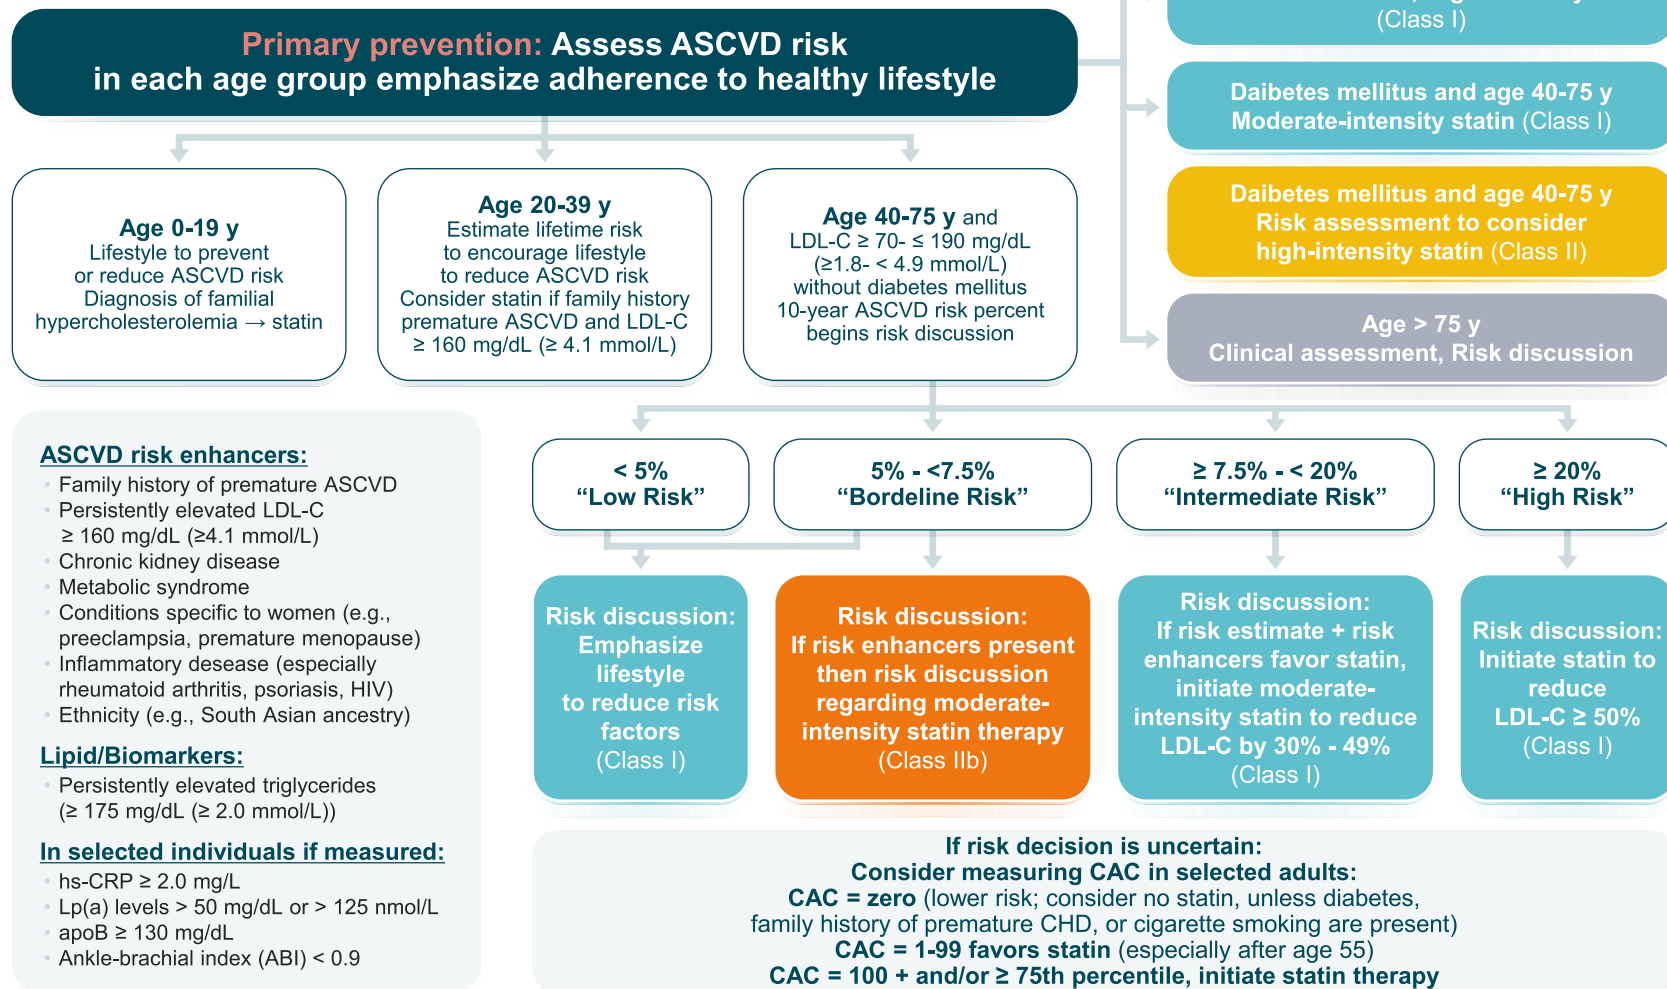 Primary prevention: Assess ASCVD risk
in each age group emphasize adherence to healthy lifestyle
(Class I)
Daibetes mellitus and age 40-75 y
Moderate-intensity statin (Class I)
Daibetes mellitus and age 40-75 y
Risk assessment to consider
high-intensity statin (Class II)
Age > 75 y
Clinical assessment, Risk discussion
Age 0-19 y
Lifestyle to prevent
or reduce ASCVD risk
Diagnosis of familial
hypercholesterolemia → statin
Age 20-39 y
Estimate lifetime risk
to encourage lifestyle
to reduce ASCVD risk
Consider statin if family history
premature ASCVD and LDL-C
≥ 160 mg/dL (≥ 4.1 mmol/L)
Age 40-75 y and
LDL-C ≥ 70- ≤ 190 mg/dL
(≥1.8- < 4.9 mmol/L)
without diabetes mellitus
10-year ASCVD risk percent
begins risk discussion
< 5%
“Low Risk”
5% - <7.5%
“Bordeline Risk”
≥ 7.5% - < 20%
“Intermediate Risk”
≥ 20%
“High Risk”
Risk discussion:
Emphasize
lifestyle
to reduce risk
factors
(Class I)
Risk discussion:
If risk enhancers present
then risk discussion
regarding moderate-
intensity statin therapy
(Class IIb)
Risk discussion:
If risk estimate + risk
enhancers favor statin,
initiate moderate-
intensity statin to reduce
LDL-C by 30% - 49%
(Class I)
Risk discussion:
Initiate statin to
reduce
LDL-C ≥ 50%
(Class I)
ASCVD risk enhancers:
• Family history of premature ASCVD
• Persistently elevated LDL-C
≥ 160 mg/dL (≥4.1 mmol/L)
• Chronic kidney disease
• Metabolic syndrome
• Conditions specific to women (e.g.,
preeclampsia, premature menopause)
• Inflammatory desease (especially
rheumatoid arthritis, psoriasis, HIV)
• Ethnicity (e.g., South Asian ancestry)
Lipid/Biomarkers:
• Persistently elevated triglycerides
(≥ 175 mg/dL (≥ 2.0 mmol/L))
In selected individuals if measured:
• hs-CRP ≥ 2.0 mg/L
• Lp(a) levels > 50 mg/dL or > 125 nmol/L
• apoB ≥ 130 mg/dL
• Ankle-brachial index (ABI) < 0.9
If risk decision is uncertain:
Consider measuring CAC in selected adults:
CAC = zero (lower risk; consider no statin, unless diabetes,
family history of premature CHD, or cigarette smoking are present)
CAC = 1-99 favors statin (especially after age 55)
CAC = 100 + and/or ≥ 75th percentile, initiate statin therapy